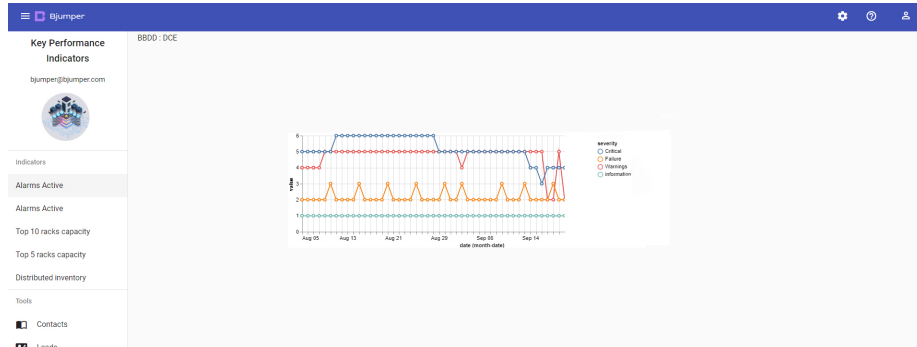 Bjumper
Key Performance
Indicators
bjumper@bjumper.com
Indicators
Alarms Active
Alarms Active
Top 10 racks capacity
Top 5 racks capacity
Distributed inventory
Tools
Contacts
Leads
BBDD : DCE
value
6
5
4
3
2
1
0
Aug 05 Aug 13 Aug 21 Aug 29 Sep 06 Sep 14
date (month-date)
severity
Critical
Failure
Warnings
information